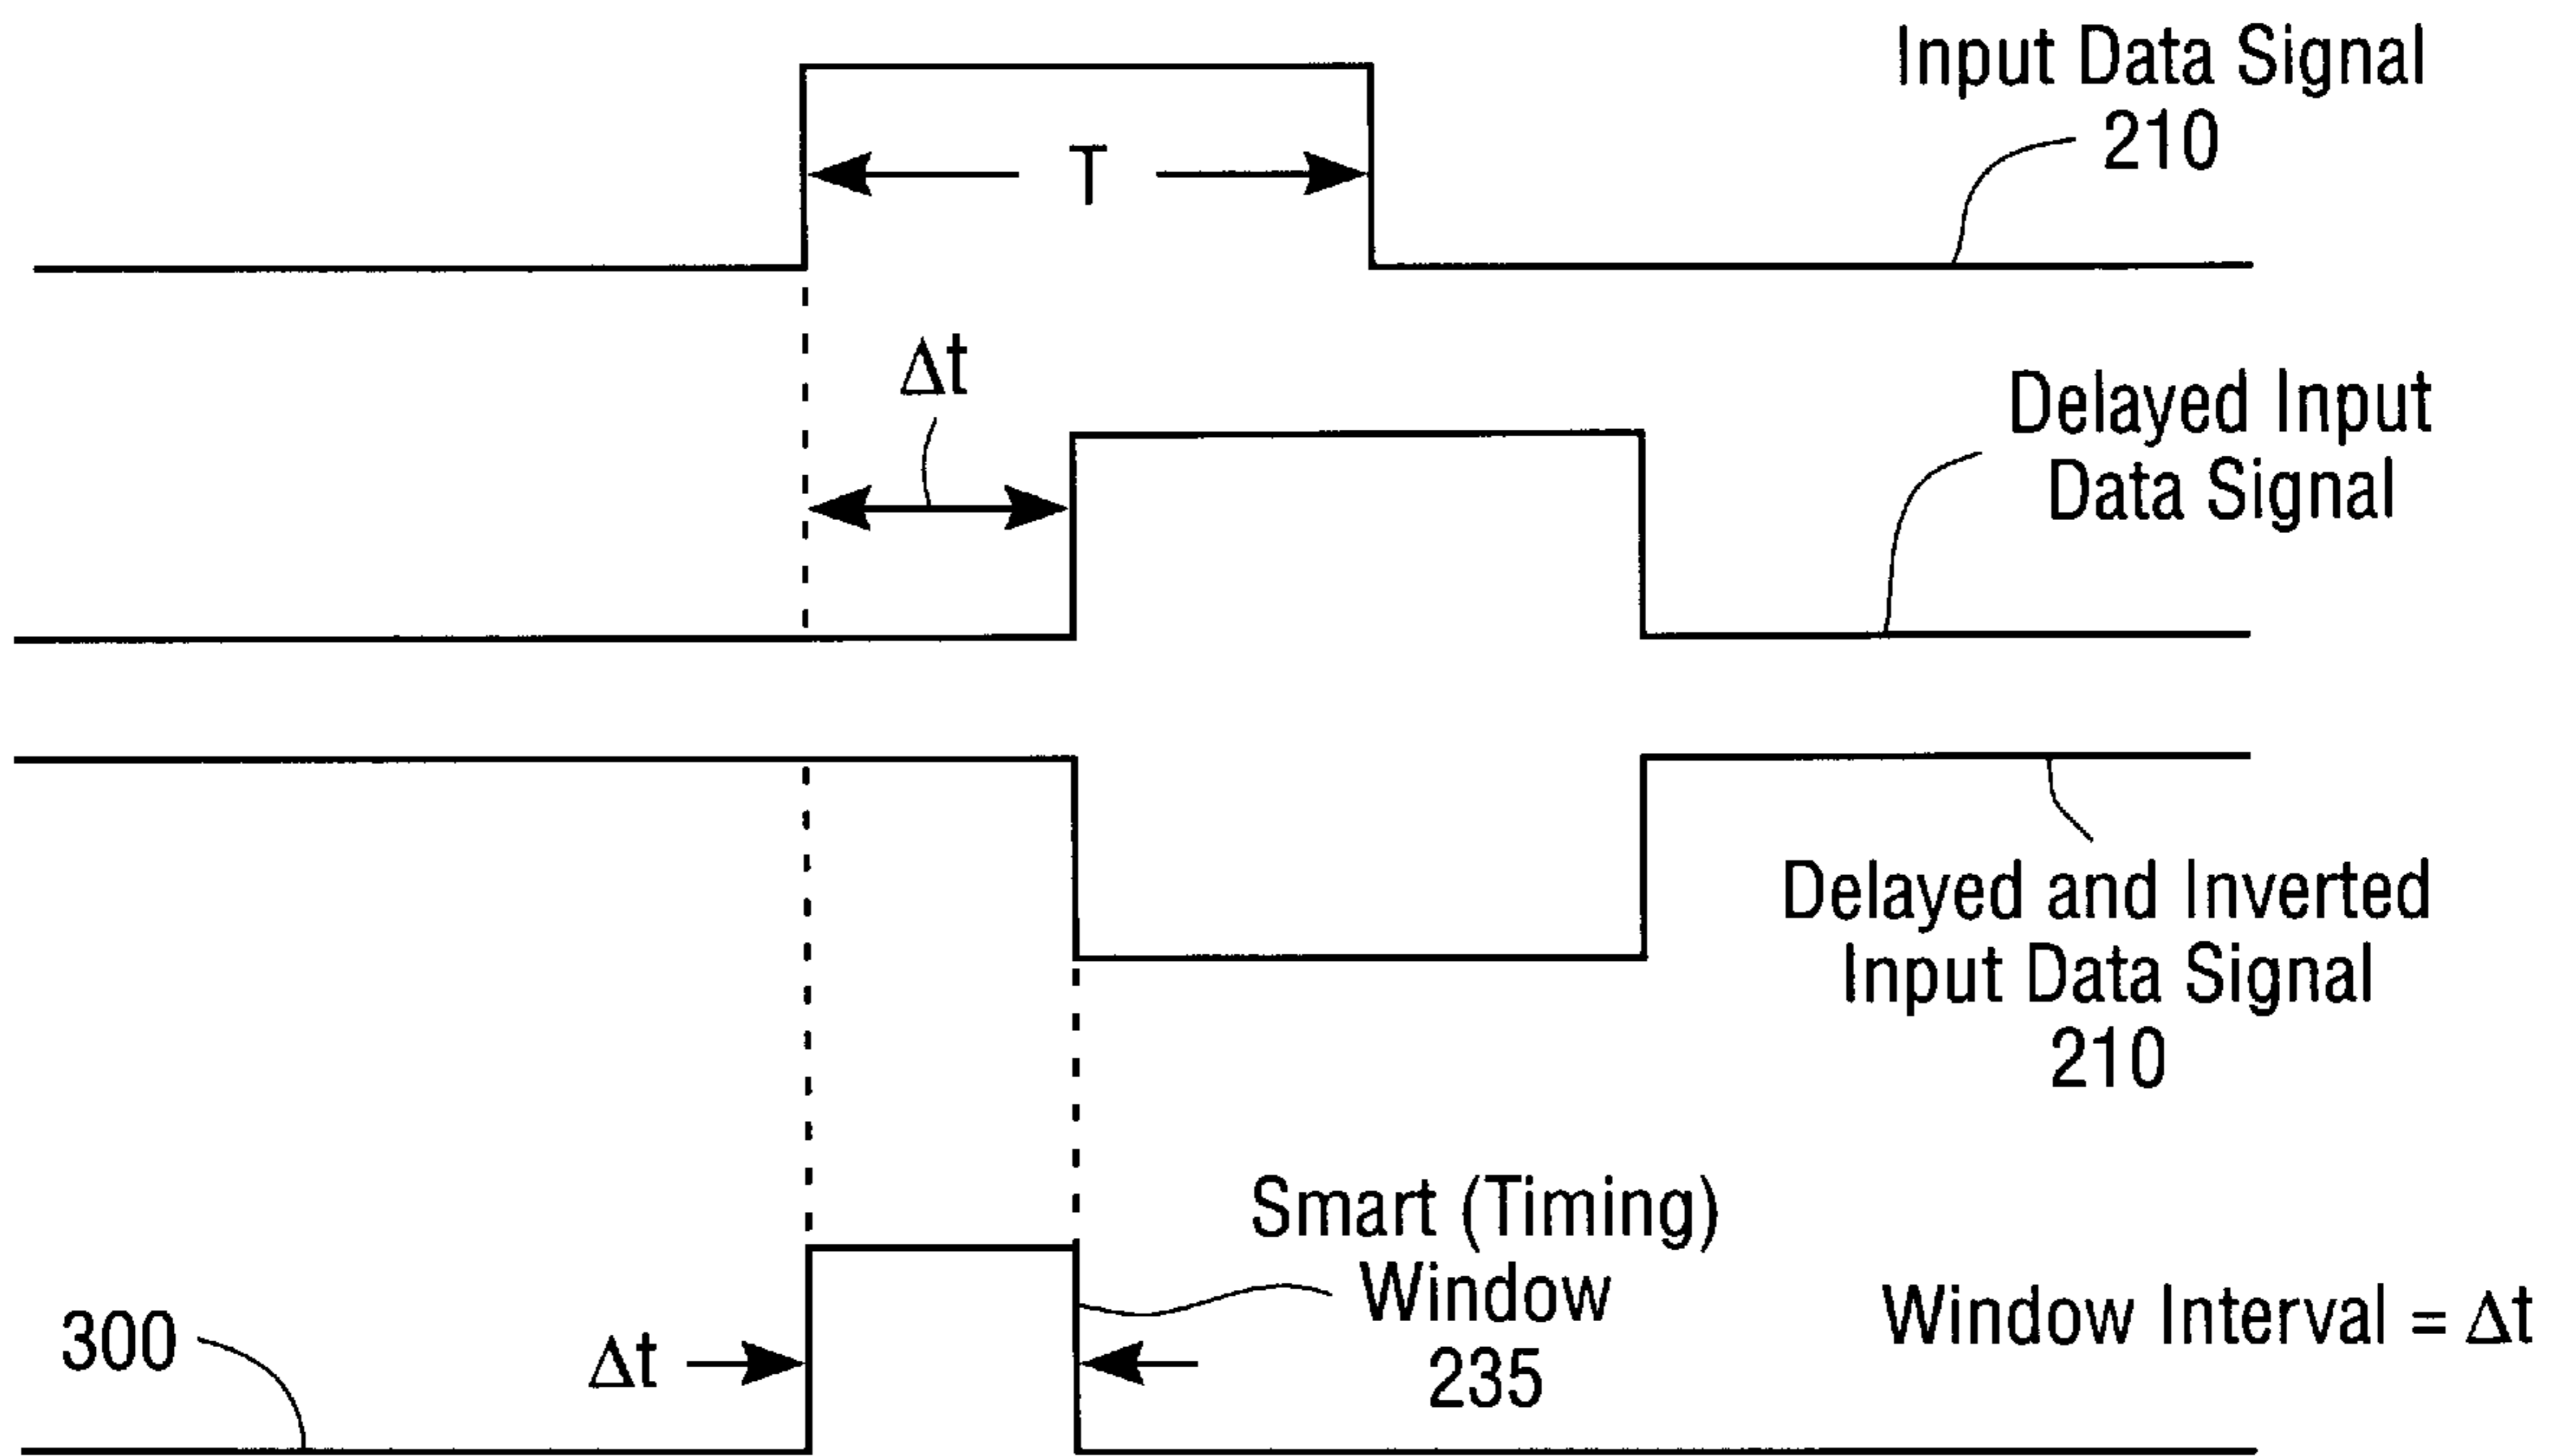 Input Data Signal
210
T
Δt
Delayed Input
Data Signal
Delayed and Inverted
Input Data Signal
210
Smart (Timing)
Window
235
Window Interval = Δt
300
Δt